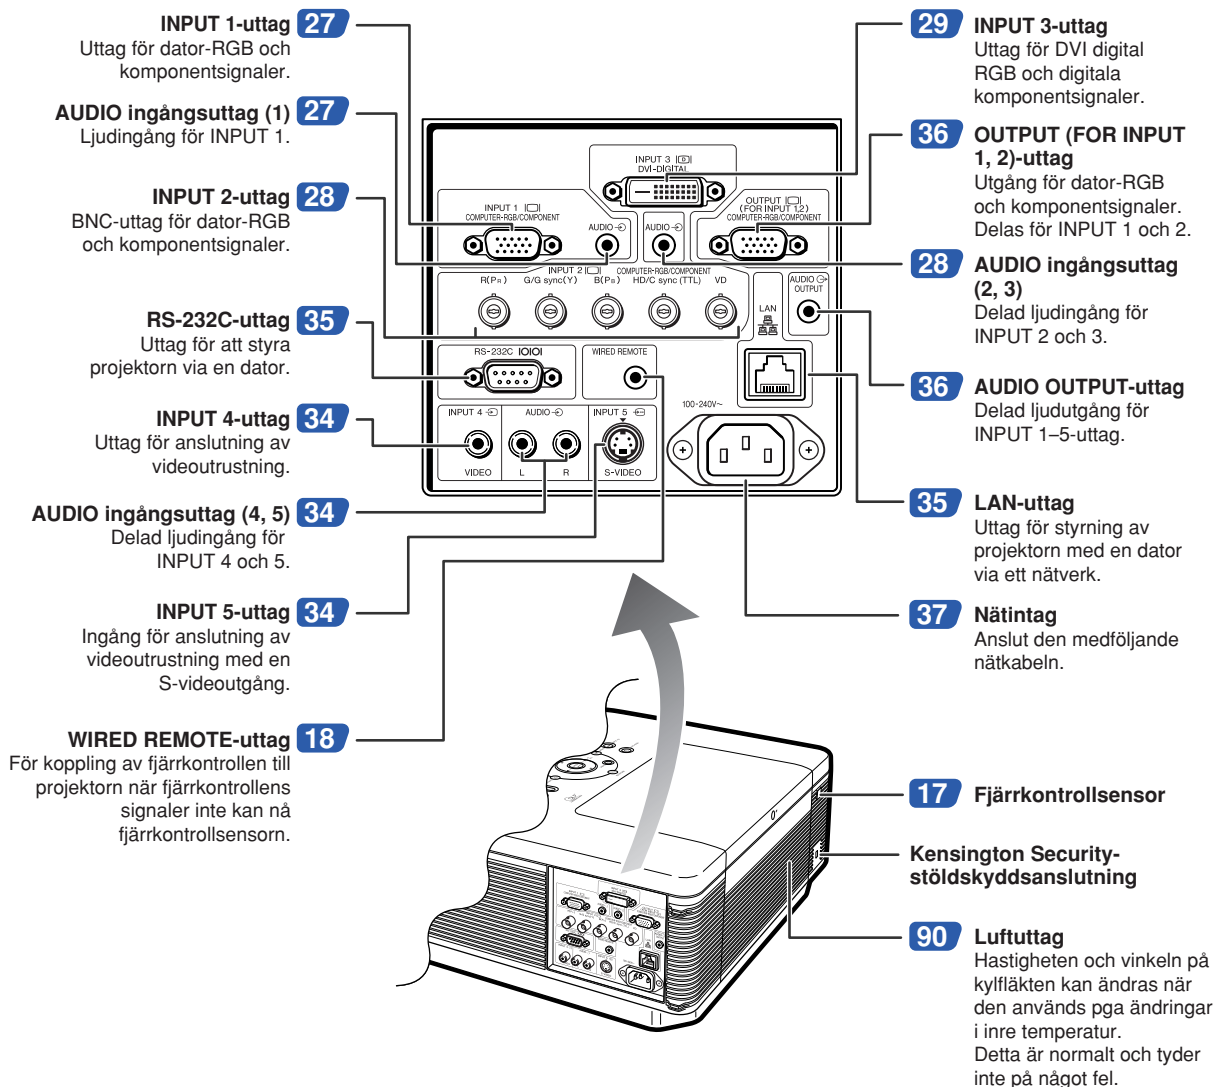 INPUT 1-uttag 27
Uttag för dator-RGB och
komponentsignaler.
AUDIO ingångsuttag (1) 27
Ljudingång för INPUT 1.
INPUT 2-uttag 28
BNC-uttag för dator-RGB
och komponentsignaler.
RS-232C-uttag 35
Uttag för att styra
projektorn via en dator.
INPUT 4-uttag 34
Uttag för anslutning av
videoutrustning.
AUDIO ingångsuttag (4, 5) 34
Delad ljudingång för
INPUT 4 och 5.
INPUT 5-uttag 34
Ingång för anslutning av
videoutrustning med en
S-videoutgång.
WIRED REMOTE-uttag 18
För koppling av fjärrkontrollen till
projektorn när fjärrkontrollens
signaler inte kan nå
fjärrkontrollsensorn.
INPUT 3
DVI-DIGITAL
INPUT 1
COMPUTER-RGB/COMPONENT
AUDIO
AUDIO
OUTPUT
(FOR INPUT 1,2)
COMPUTER-RGB/COMPONENT
INPUT 2
COMPUTER-RGB/COMPONENT
R(PR)
G/G sync(Y)
B(PB)
HD/C sync (TTL)
VD
LAN
AUDIO
OUTPUT
RS-232C IOIOI
WIRED REMOTE
INPUT 4
AUDIO
INPUT 5
VIDEO
L
R
S-VIDEO
100-240V~
29 INPUT 3-uttag
Uttag för DVI digital
RGB och digitala
komponentsignaler.
36 OUTPUT (FOR INPUT
1, 2)-uttag
Utgång för dator-RGB
och komponentsignaler.
Delas för INPUT 1 och 2.
28 AUDIO ingångsuttag
(2, 3)
Delad ljudingång för
INPUT 2 och 3.
36 AUDIO OUTPUT-uttag
Delad ljudutgång för
INPUT 1–5-uttag.
35 LAN-uttag
Uttag för styrning av
projektorn med en dator
via ett nätverk.
37 Nätintag
Anslut den medföljande
nätkabeln.
17 Fjärrkontrollsensor
Kensington Security-
stöldskyddsanslutning
90 Luftuttag
Hastigheten och vinkeln på
kylfläkten kan ändras när
den används pga ändringar
i inre temperatur.
Detta är normalt och tyder
inte på något fel.